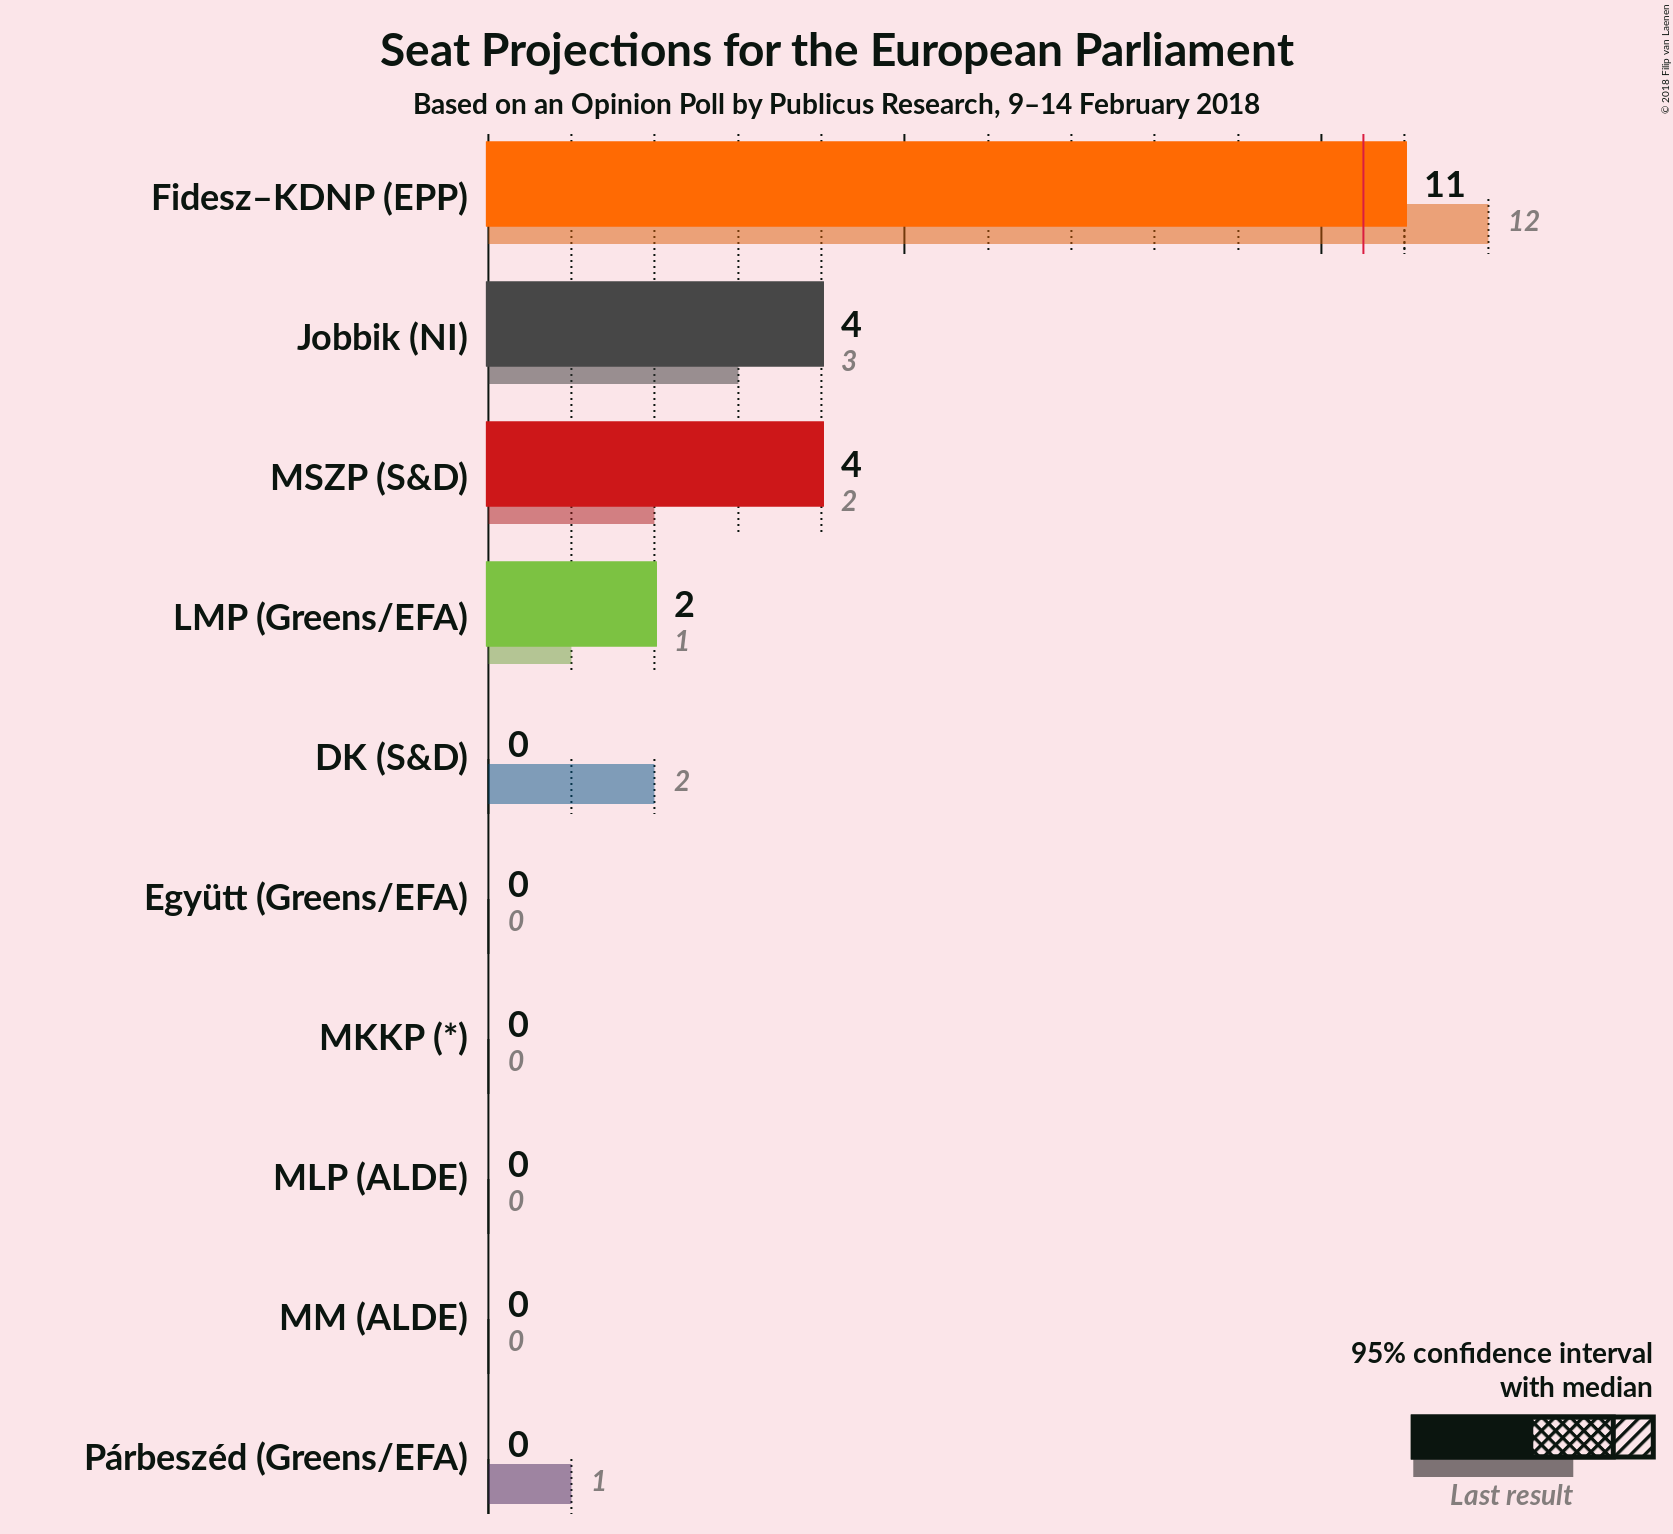 Seat Projections for the European Parliament
Based on an Opinion Poll by Publicus Research, 9–14 February 2018
© 2018 Filip van Laenen
Fidesz–KDNP (EPP)
11
12
Jobbik (NI)
4
3
MSZP (S&D)
4
2
LMP (Greens/EFA)
2
1
DK (S&D)
0
2
Együtt (Greens/EFA)
0
0
MKKP (*)
0
0
MLP (ALDE)
0
0
MM (ALDE)
0
0
Párbeszéd (Greens/EFA)
0
1
95% confidence interval
with median
Last result